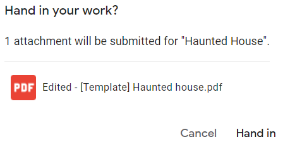 Hand in your work?
1 attachment will be submitted for "Haunted House".
PDF Edited - [Template] Haunted house.pdf
Cancel Hand in